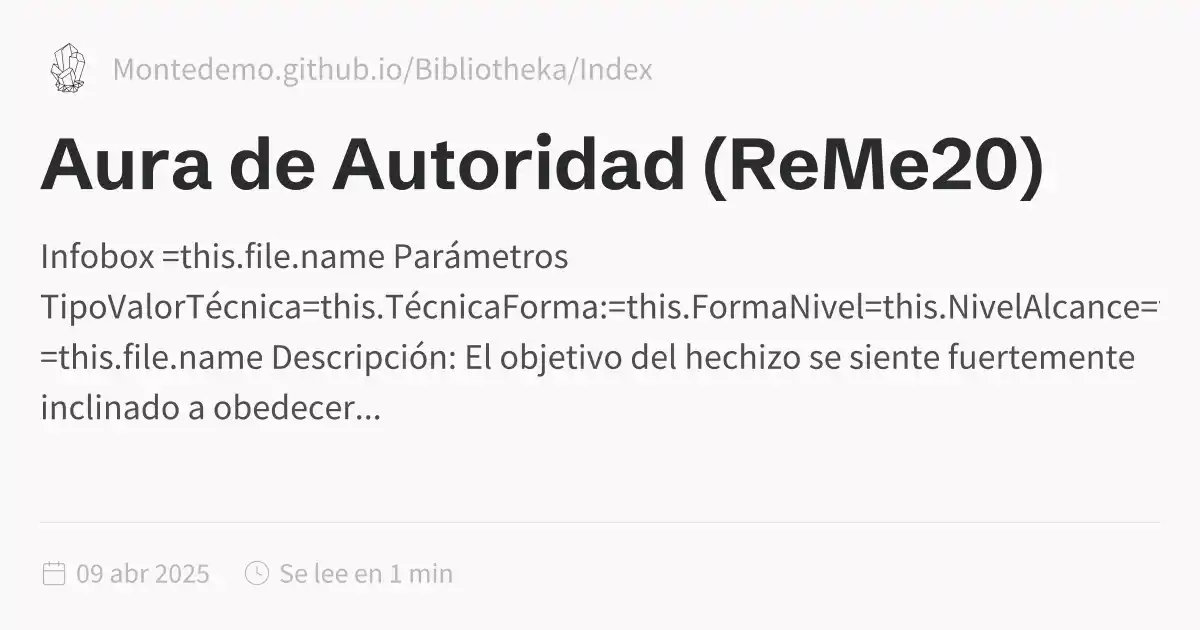 Montedemo.github.io/Bibliotheka/Index
Aura de Autoridad (ReMe20)
Infobox =this.file.name Parámetros
TipoValorTécnica=this.TécnicaForma:=this.FormaNivel=this.NivelAlcance=
=this.file.name Descripción: El objetivo del hechizo se siente fuertemente
inclinado a obedecer...
09 abr 2025 Se lee en 1 min